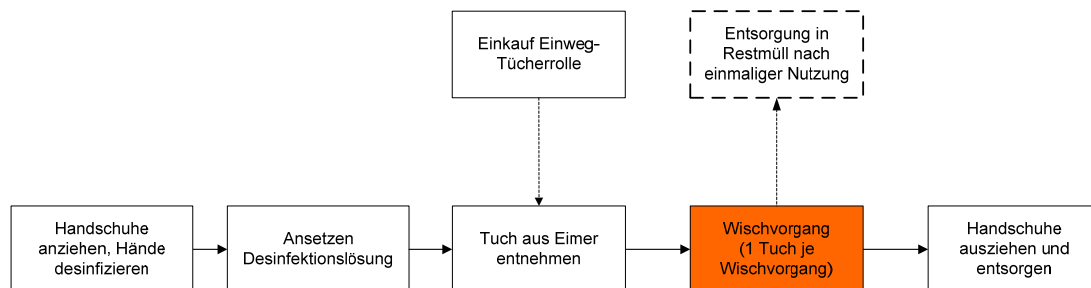 Einkauf Einweg-
Tücherrolle
Entsorgung in
Restmüll nach
einmaliger Nutzung
Handschuhe
anziehen, Hände
desinfizieren
Ansetzen
Desinfektionslösung
Tuch aus Eimer
entnehmen
Wischvorgang
(1 Tuch je
Wischvorgang)
Handschuhe
ausziehen und
entsorgen